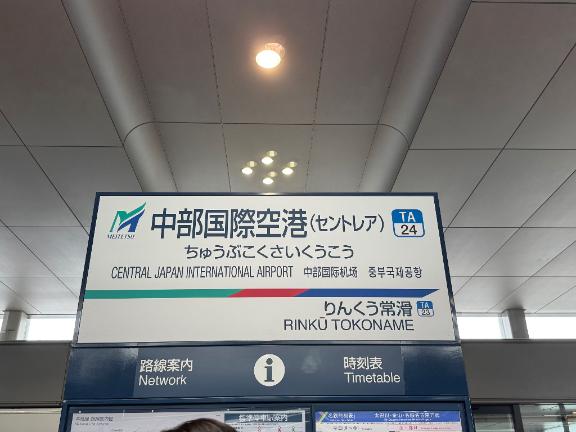 MEITETSU
中部国際空港(セントレア)
TA
24
ちゅうぶこくさいくうこう
CENTRAL JAPAN INTERNATIONAL AIRPORT 中部国际机场 중부국제공항
りんくう常滑
TA
23
RINKŪ TOKONAME
路線案内
Network
i
時刻表
Timetable